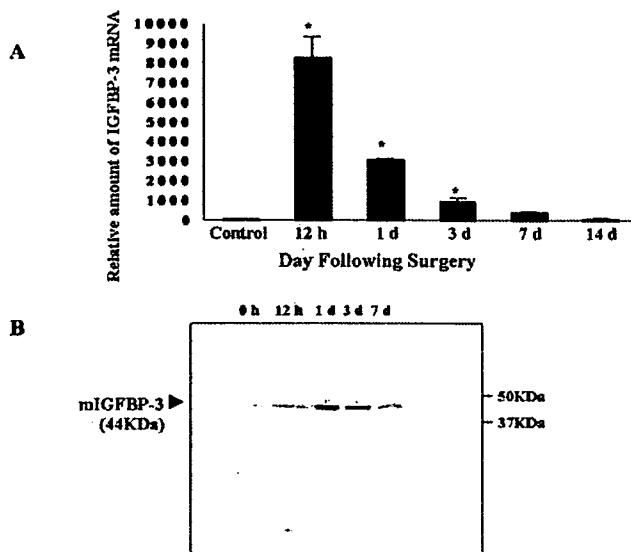 A
Relative amount of IGFBP-3 mRNA
10000
9000
8000
7000
6000
5000
4000
3000
2000
1000
0
*
*
*
Control 12 h 1 d 3 d 7 d 14 d
Day Following Surgery
B
0 h 12 h 1 d 3 d 7 d
mIGFBP-3
(44KDa)
50KDa
37KDa